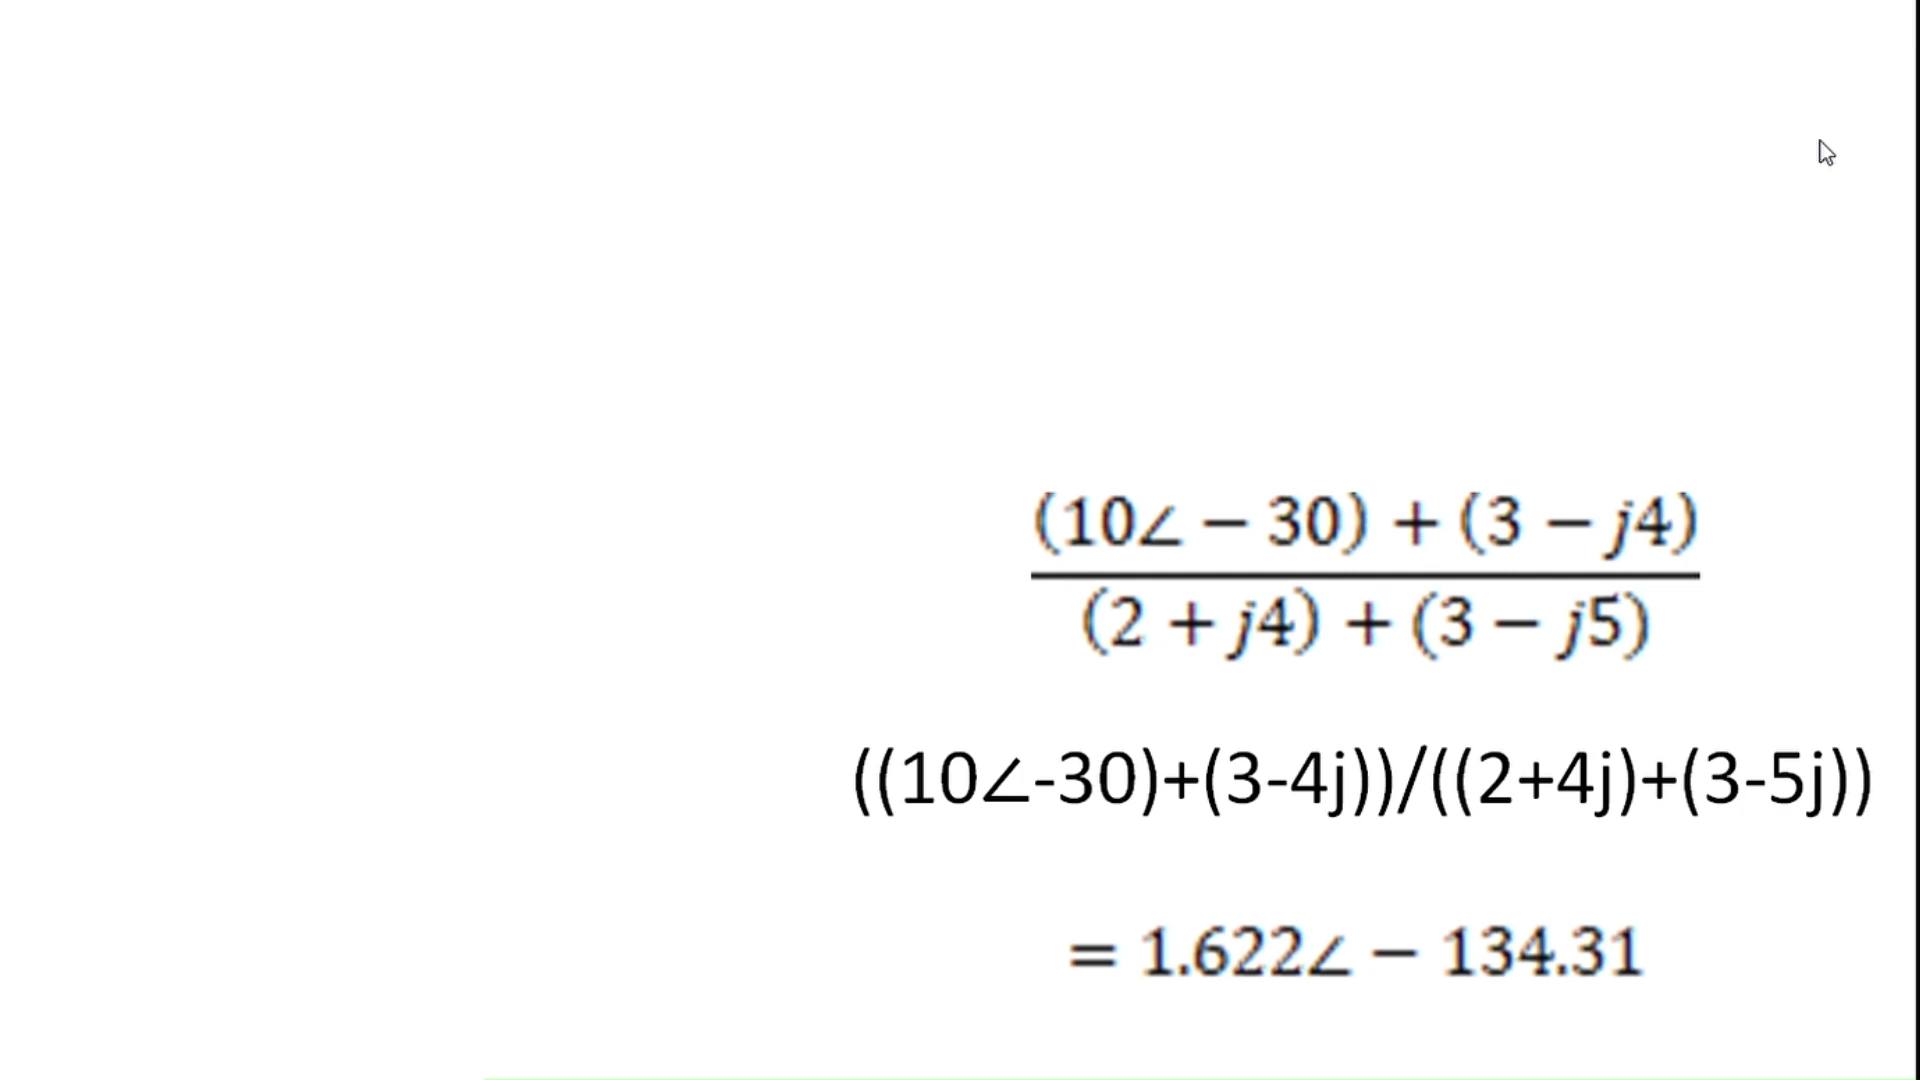 (10∠ − 30) + (3 − j4)
(2 + j4) + (3 − j5)
((10∠-30)+(3-4j))/((2+4j)+(3-5j))
= 1.622∠ − 134.31